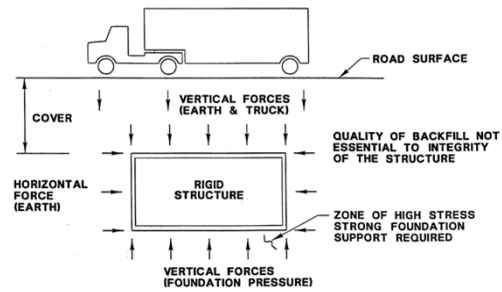 ROAD SURFACE
VERTICAL FORCES
(EARTH & TRUCK)
COVER
QUALITY OF BACKFILL NOT
ESSENTIAL TO INTEGRITY
OF THE STRUCTURE
HORIZONTAL
FORCE
(EARTH)
RIGID
STRUCTURE
ZONE OF HIGH STRESS
STRONG FOUNDATION
SUPPORT REQUIRED
VERTICAL FORCES
(FOUNDATION PRESSURE)